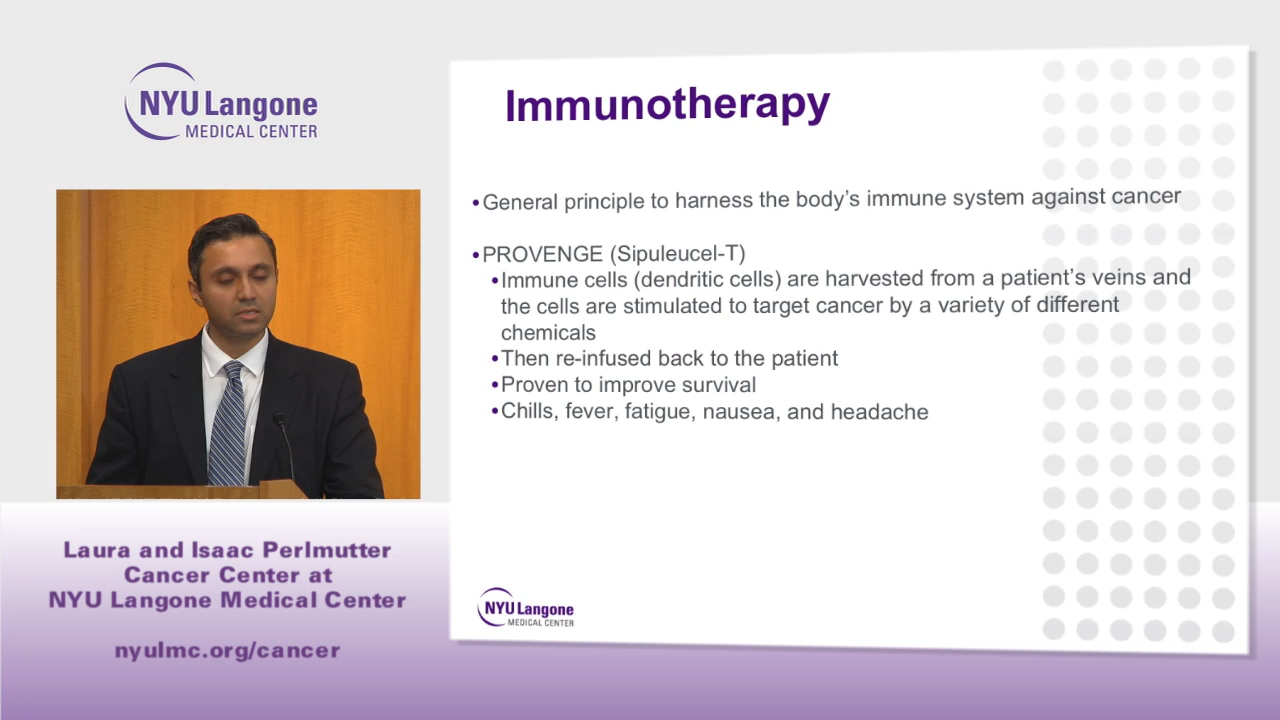 NYU Langone
MEDICAL CENTER
Immunotherapy
•General principle to harness the body's immune system against cancer
•PROVENGE (Sipuleucel-T)
•Immune cells (dendritic cells) are harvested from a patient's veins and
the cells are stimulated to target cancer by a variety of different
chemicals
•Then re-infused back to the patient
•Proven to improve survival
•Chills, fever, fatigue, nausea, and headache
NYU Langone
MEDICAL CENTER
Laura and Isaac Perlmutter
Cancer Center at
NYU Langone Medical Center
nyulmc.org/cancer